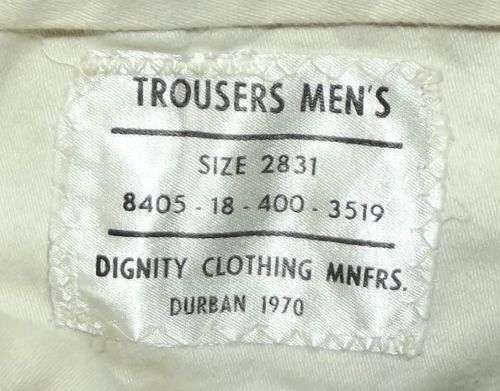 TROUSERS MEN'S
SIZE 2831
8405 - 18 - 400 - 3519
DIGNITY CLOTHING MNFRS.
DURBAN 1970